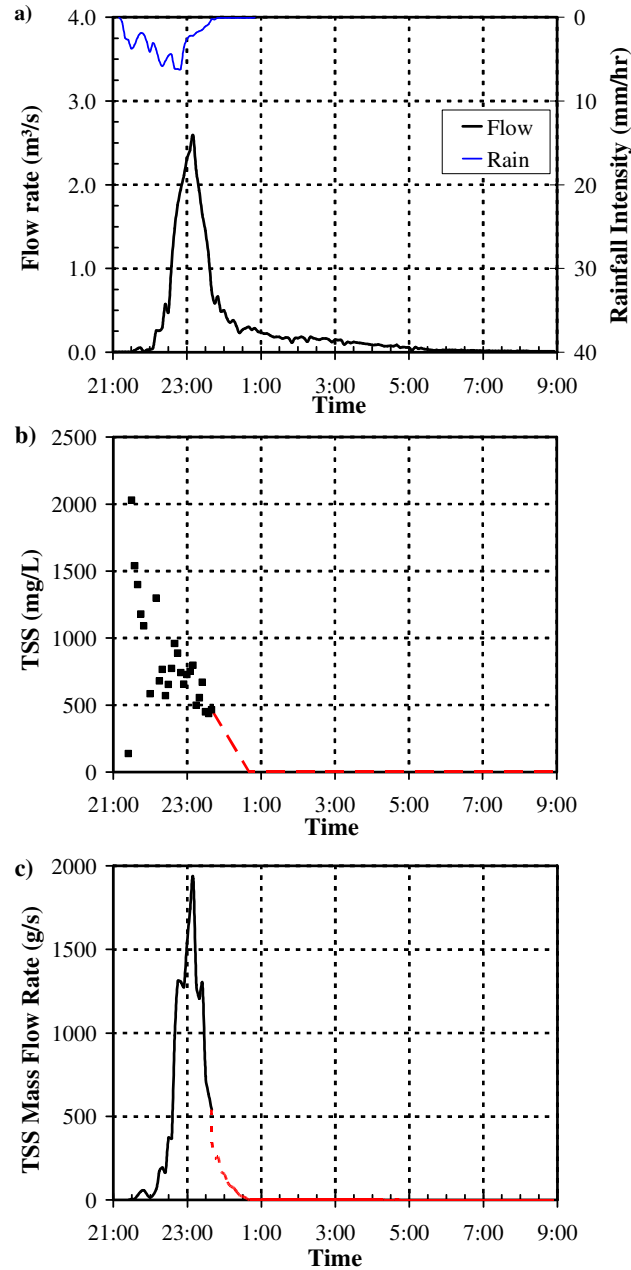 a)
4.0
3.0
2.0
1.0
0.0
Flow rate (m³/s)
0
10
20
30
40
Rainfall Intensity (mm/hr)
Flow
Rain
21:00 23:00 1:00 3:00 5:00 7:00 9:00
Time
b)
2500
2000
1500
1000
500
0
TSS (mg/L)
21:00 23:00 1:00 3:00 5:00 7:00 9:00
Time
c)
2000
1500
1000
500
0
TSS Mass Flow Rate (g/s)
21:00 23:00 1:00 3:00 5:00 7:00 9:00
Time